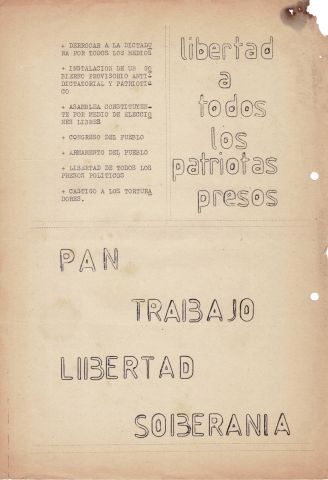 + DERROCAR A LA DICTADU
RA POR TODOS LOS MEDIOS
+ INSTALACION DE UN GO
BIERNO PROVISORIO ANTI-
DICTATORIAL Y PATRIOTI-
CO
+ ASAMBLEA CONSTITUYEN-
TE POR MEDIO DE ELECCIO
NES LIBRES
+ CONGRESO DEL PUEBLO
+ ARMAMENTO DEL PUEBLO
+ LIBERTAD DE TODOS LOS
PRESOS POLITICOS
+ CASTIGO A LOS TORTURA
DORES.
libertad
a
todos
los
patriotas
presos
PAN
TRABAJO
LIBERTAD
SOBERANIA